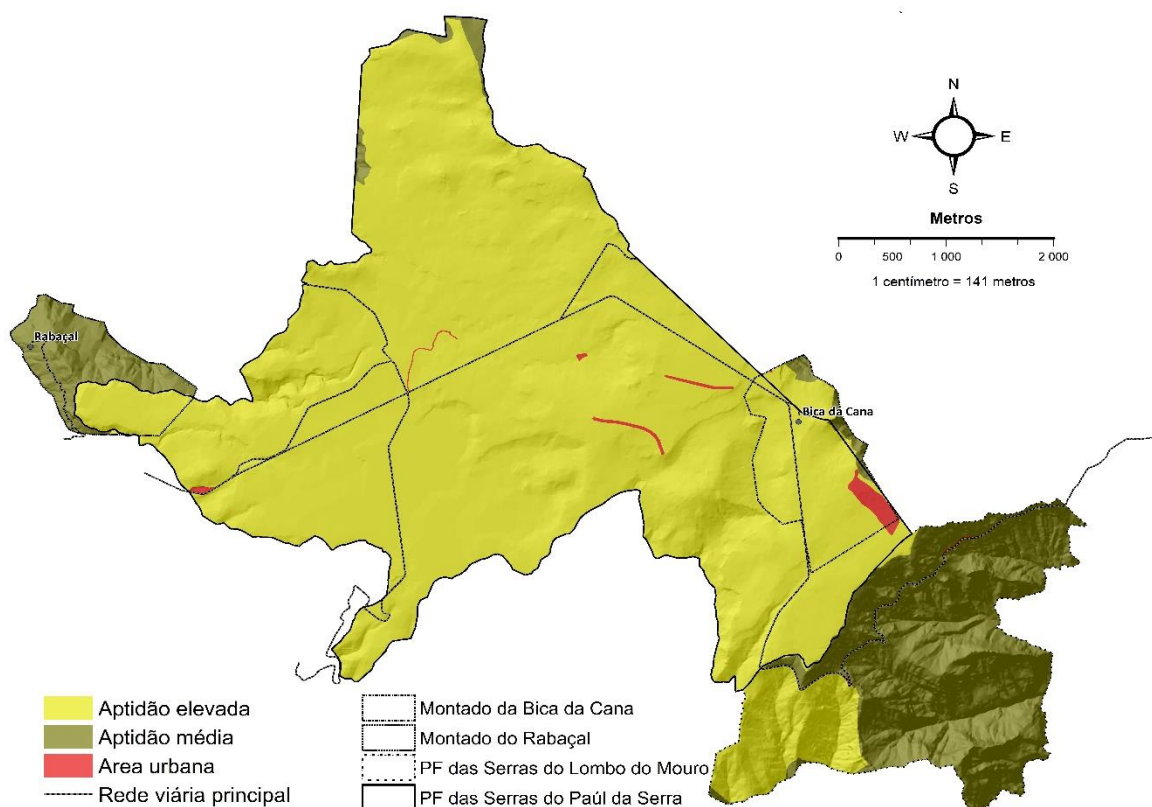 N
W
E
S
Metros
0 500 1 000 2 000
1 centímetro = 141 metros
Rabaçal
Bica da Cana
Aptidão elevada
Aptidão média
Area urbana
Rede viária principal
Montado da Bica da Cana
Montado do Rabaçal
PF das Serras do Lombo do Mouro
PF das Serras do Paúl da Serra